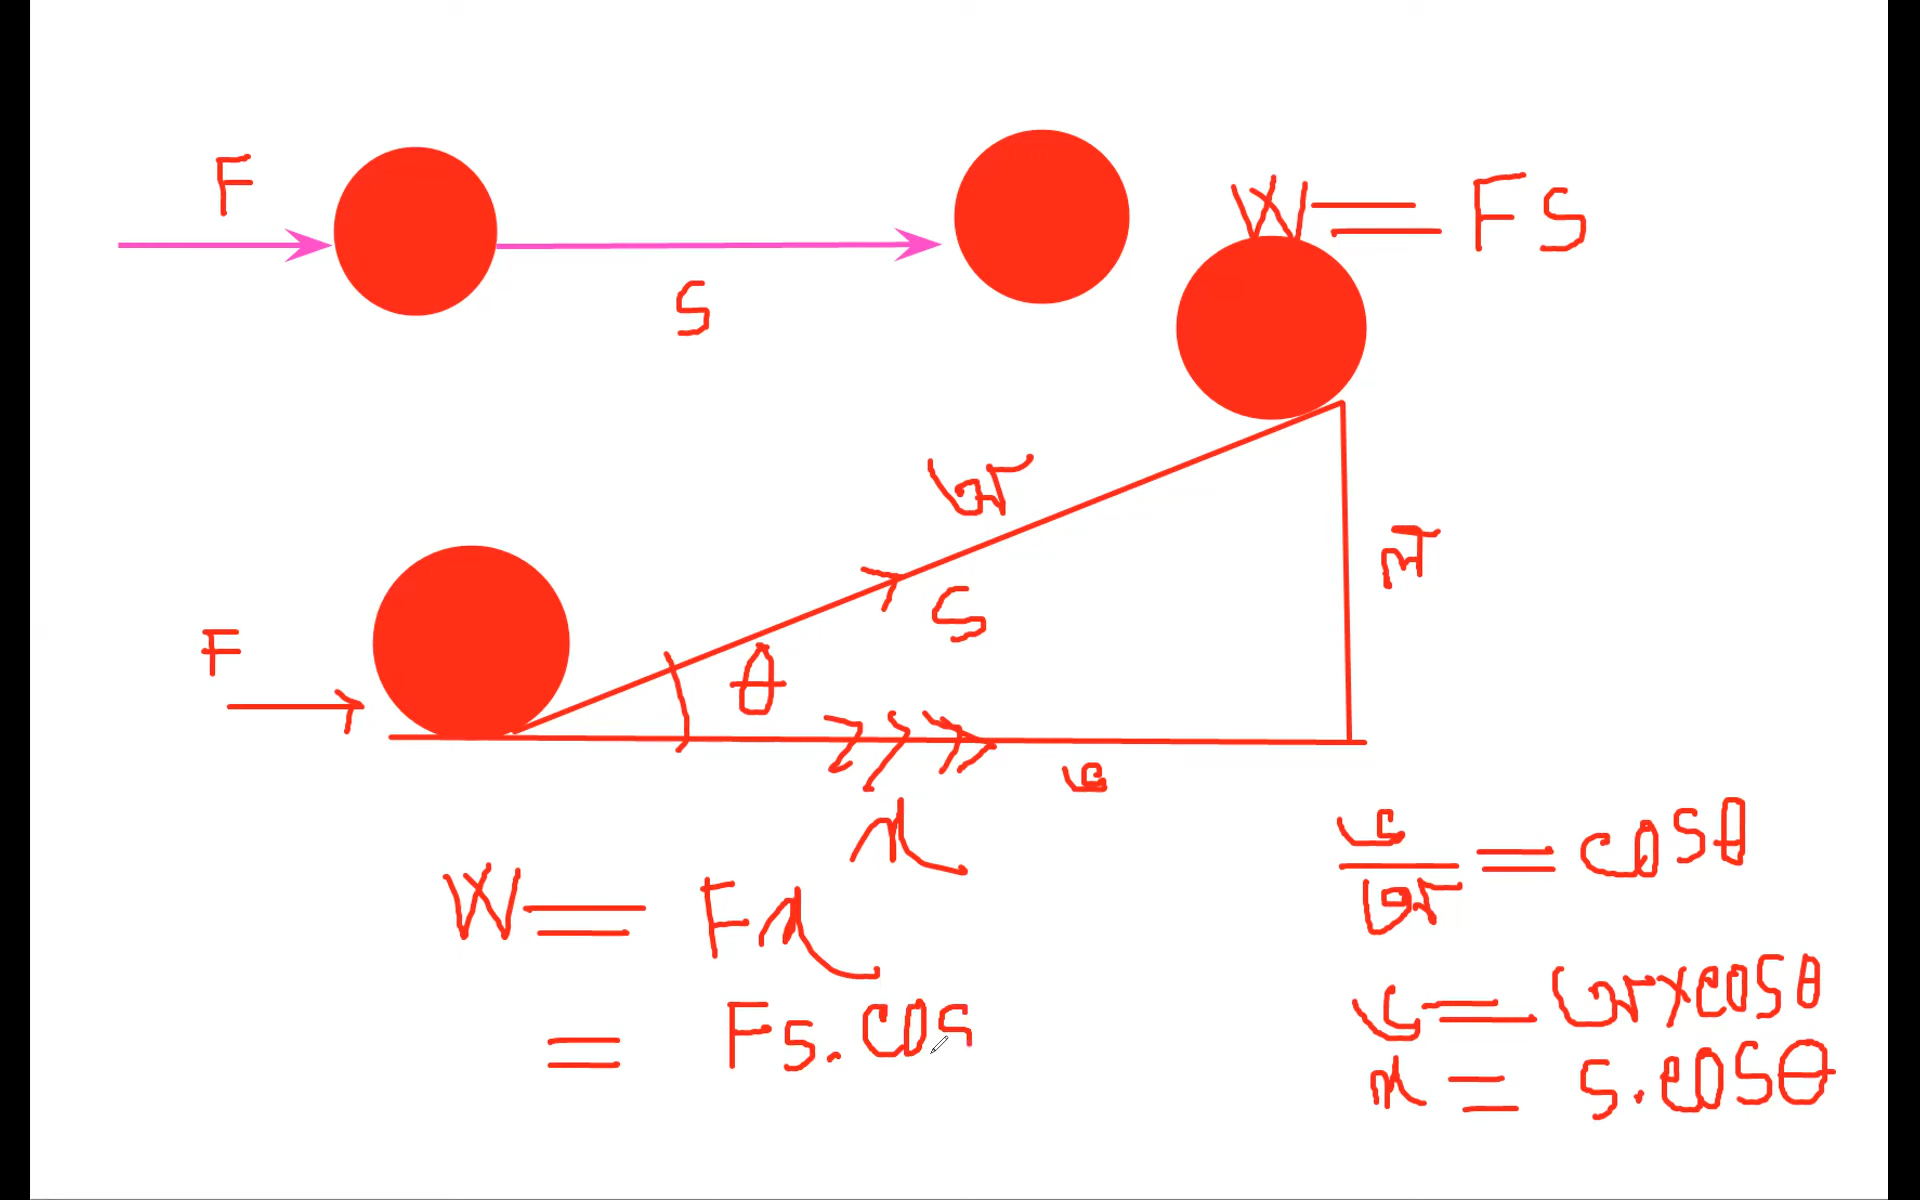 F
S
W = FS
অ
ল
S
θ
F
ভ
x
W = Fx
= Fs.cos
ভ/অ = cosθ
ভ = অ×cosθ
x = s.cosθ